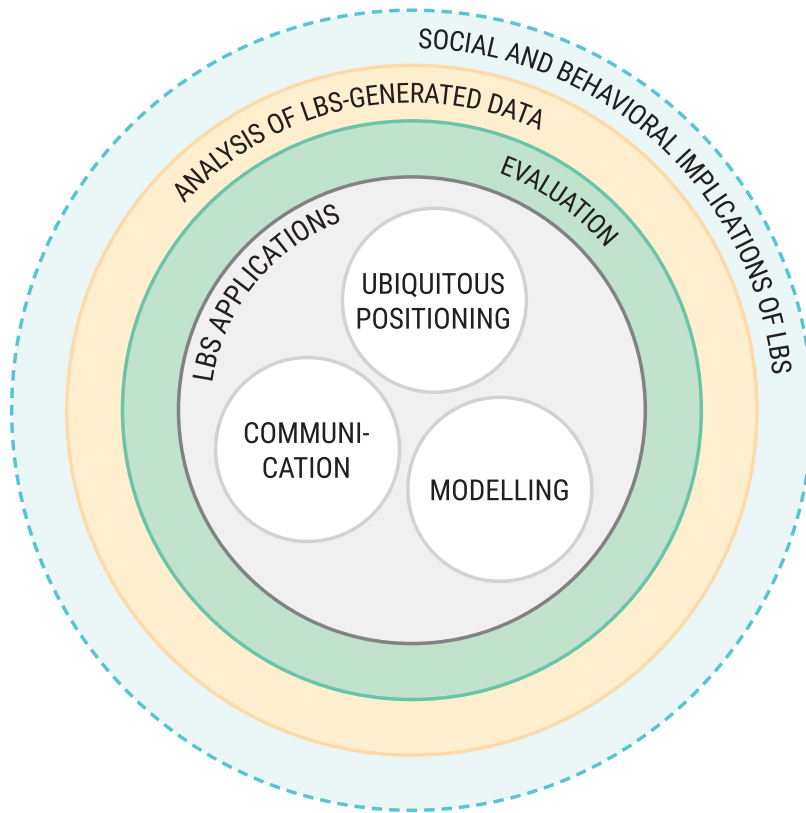 SOCIAL AND BEHAVIORAL IMPLICATIONS OF LBS
ANALYSIS OF LBS-GENERATED DATA
EVALUATION
LBS APPLICATIONS
UBIQUITOUS
POSITIONING
COMMUNI-
CATION
MODELLING